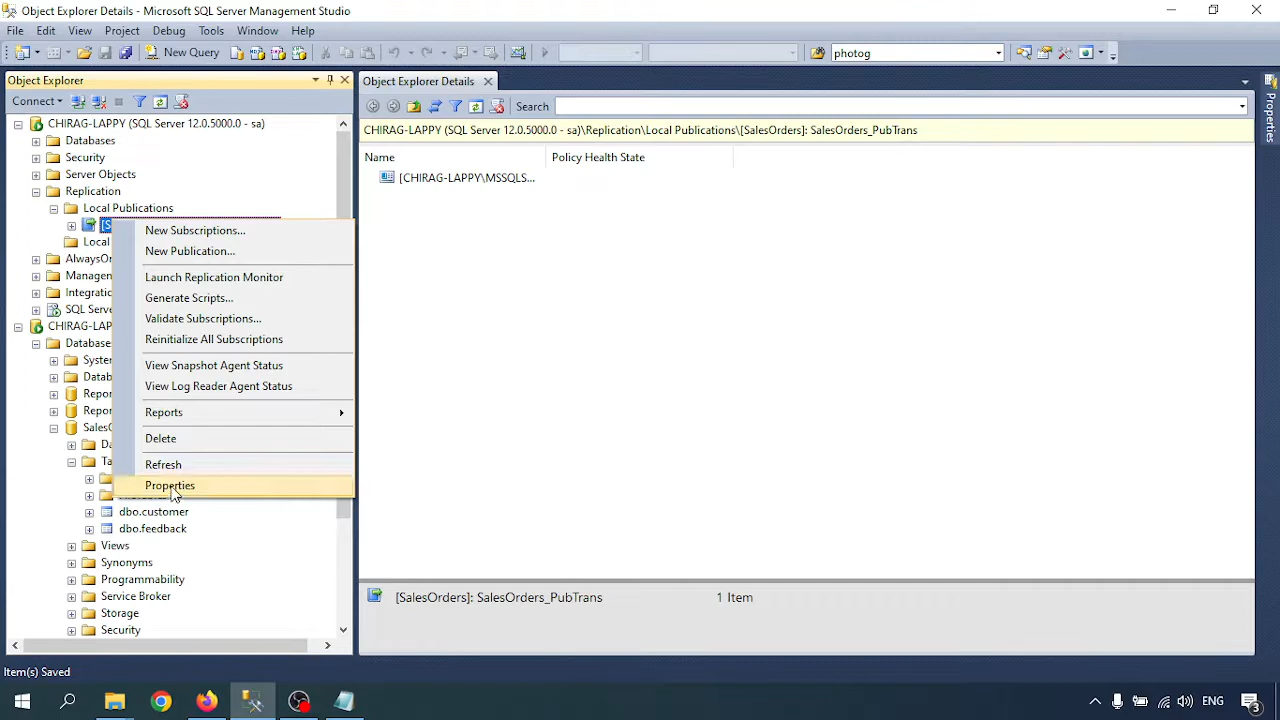 Object Explorer Details - Microsoft SQL Server Management Studio
File Edit View Project Debug Tools Window Help
New Query photog
Object Explorer
Connect
CHIRAG-LAPPY (SQL Server 12.0.5000.0 - sa)
Databases
Security
Server Objects
Replication
Local Publications
[S
Local
AlwaysOn
Managem
Integratio
SQL Serve
CHIRAG-LAP
Database
Syster
Datab
Repor
Repor
SalesO
Da
Ta
dbo.customer
dbo.feedback
Views
Synonyms
Programmability
Service Broker
Storage
Security
New Subscriptions...
New Publication...
Launch Replication Monitor
Generate Scripts...
Validate Subscriptions...
Reinitialize All Subscriptions
View Snapshot Agent Status
View Log Reader Agent Status
Reports
Delete
Refresh
Properties
Object Explorer Details
Search
CHIRAG-LAPPY (SQL Server 12.0.5000.0 - sa)\Replication\Local Publications\[SalesOrders]: SalesOrders_PubTrans
Name Policy Health State
[CHIRAG-LAPPY\MSSQLS...
[SalesOrders]: SalesOrders_PubTrans 1 Item
Properties
Item(s) Saved
ENG
3